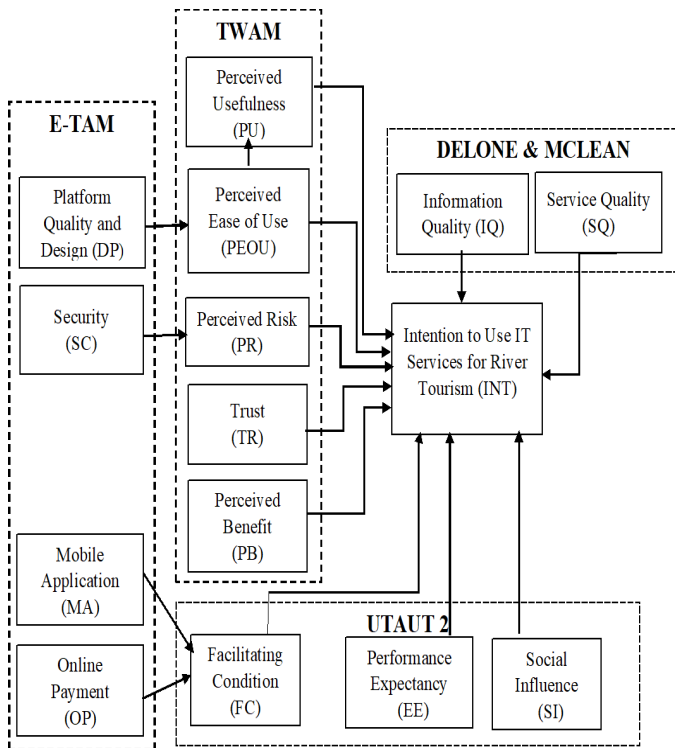 TWAM
Perceived
Usefulness
(PU)
E-TAM
Platform
Quality and
Design (DP)
Perceived
Ease of Use
(PEOU)
DELONE & MCLEAN
Information
Quality (IQ)
Service Quality
(SQ)
Security
(SC)
Perceived Risk
(PR)
Intention to Use IT
Services for River
Tourism (INT)
Trust
(TR)
Perceived
Benefit
(PB)
Mobile
Application
(MA)
Online
Payment
(OP)
UTAUT 2
Facilitating
Condition
(FC)
Performance
Expectancy
(EE)
Social
Influence
(SI)